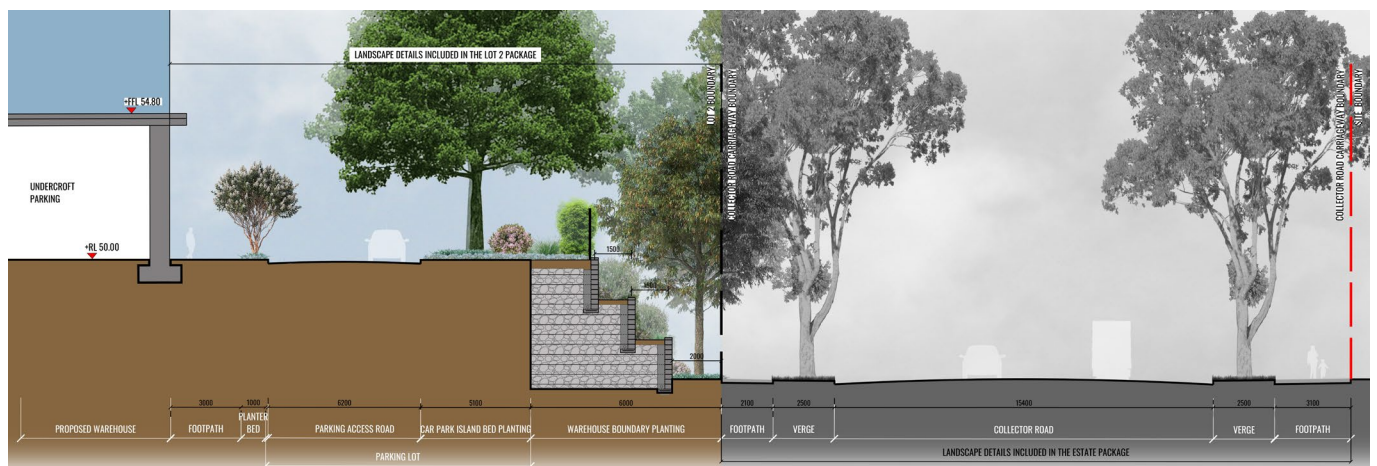 LANDSCAPE DETAILS INCLUDED IN THE LOT 2 PACKAGE
+FFL 54.80
UNDERCROFT
PARKING
+RL 50.00
LOT 2 BOUNDARY
COLLECTOR ROAD CARRIAGEWAY BOUNDARY
COLLECTOR ROAD CARRIAGEWAY BOUNDARY
SITE BOUNDARY
1500
2000
3000
1000
6200
5100
6000
2100
2500
15400
2500
3100
PROPOSED WAREHOUSE
FOOTPATH
PLANTER
BED
PARKING ACCESS ROAD
CAR PARK ISLAND BED PLANTING
WAREHOUSE BOUNDARY PLANTING
FOOTPATH
VERGE
COLLECTOR ROAD
VERGE
FOOTPATH
PARKING LOT
LANDSCAPE DETAILS INCLUDED IN THE ESTATE PACKAGE